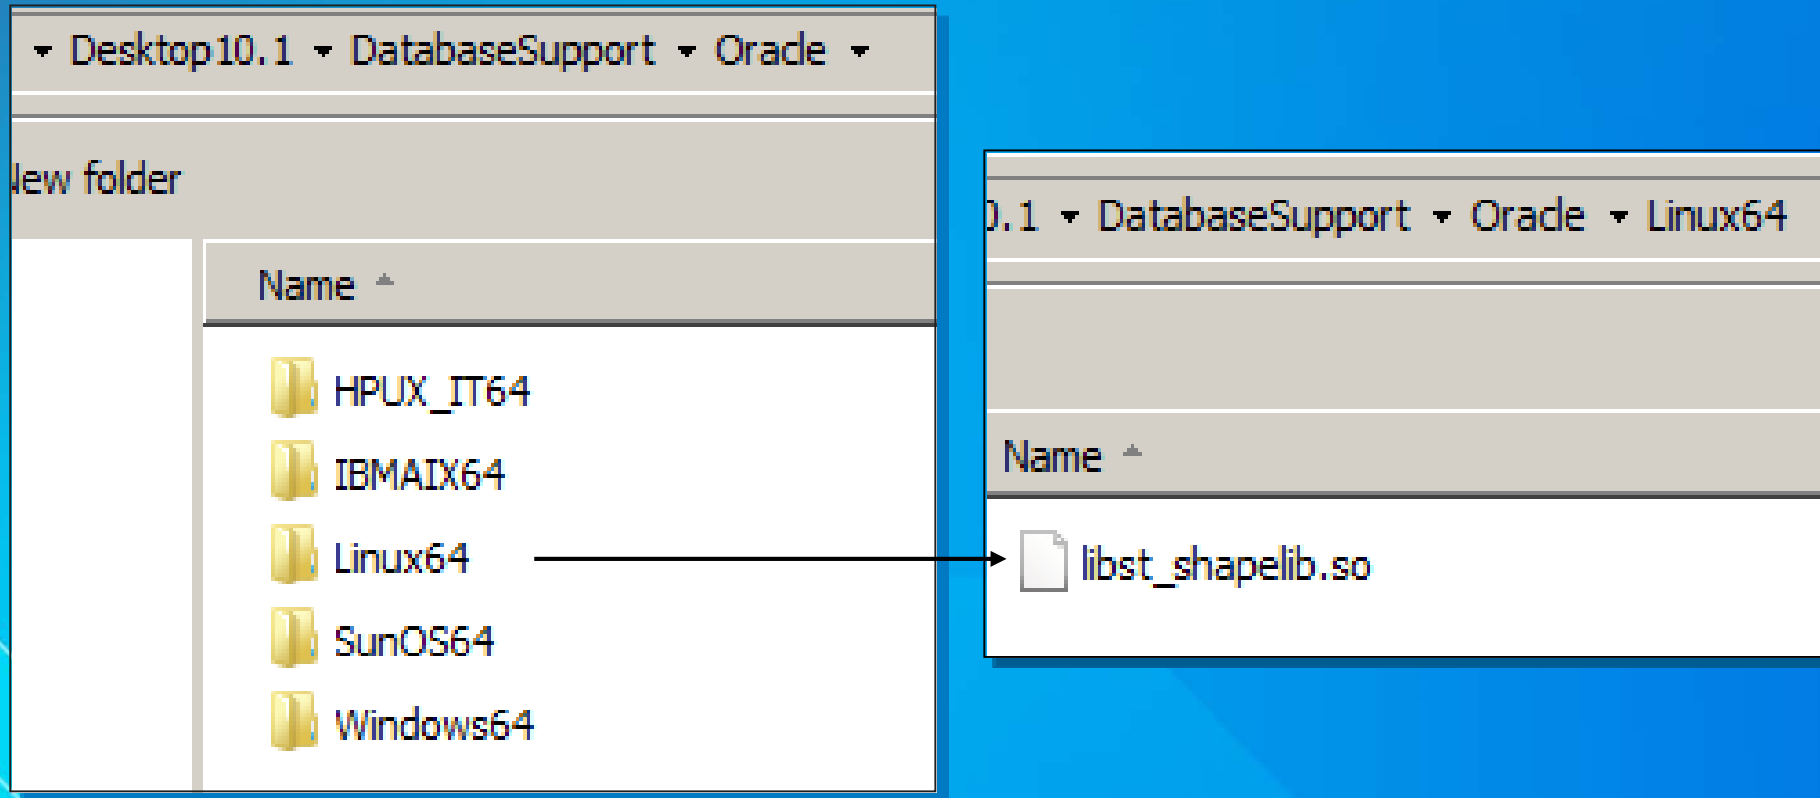 Desktop10.1 DatabaseSupport Oracle
New folder
Name
HPUX_IT64
IBMAIX64
Linux64
SunOS64
Windows64
0.1 DatabaseSupport Oracle Linux64
Name
libst_shapelib.so